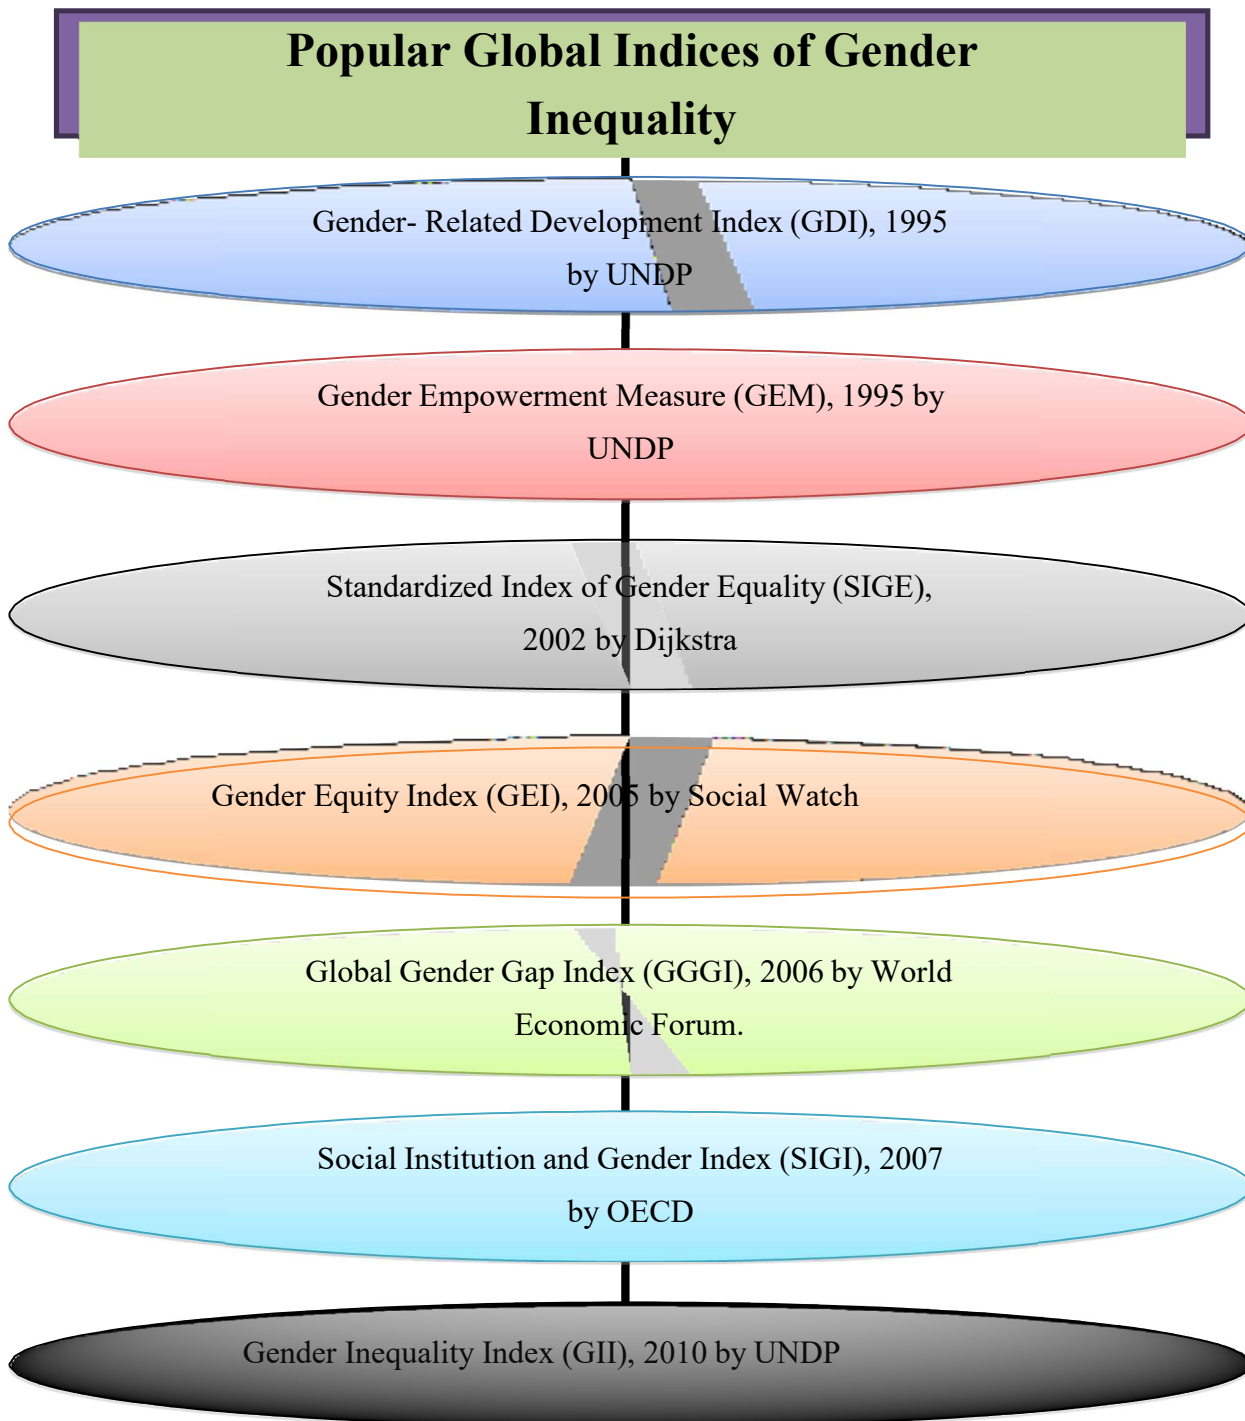 Popular Global Indices of Gender
Inequality
Gender- Related Development Index (GDI), 1995
by UNDP
Gender Empowerment Measure (GEM), 1995 by
UNDP
Standardized Index of Gender Equality (SIGE),
2002 by Dijkstra
Gender Equity Index (GEI), 2005 by Social Watch
Global Gender Gap Index (GGGI), 2006 by World
Economic Forum.
Social Institution and Gender Index (SIGI), 2007
by OECD
Gender Inequality Index (GII), 2010 by UNDP